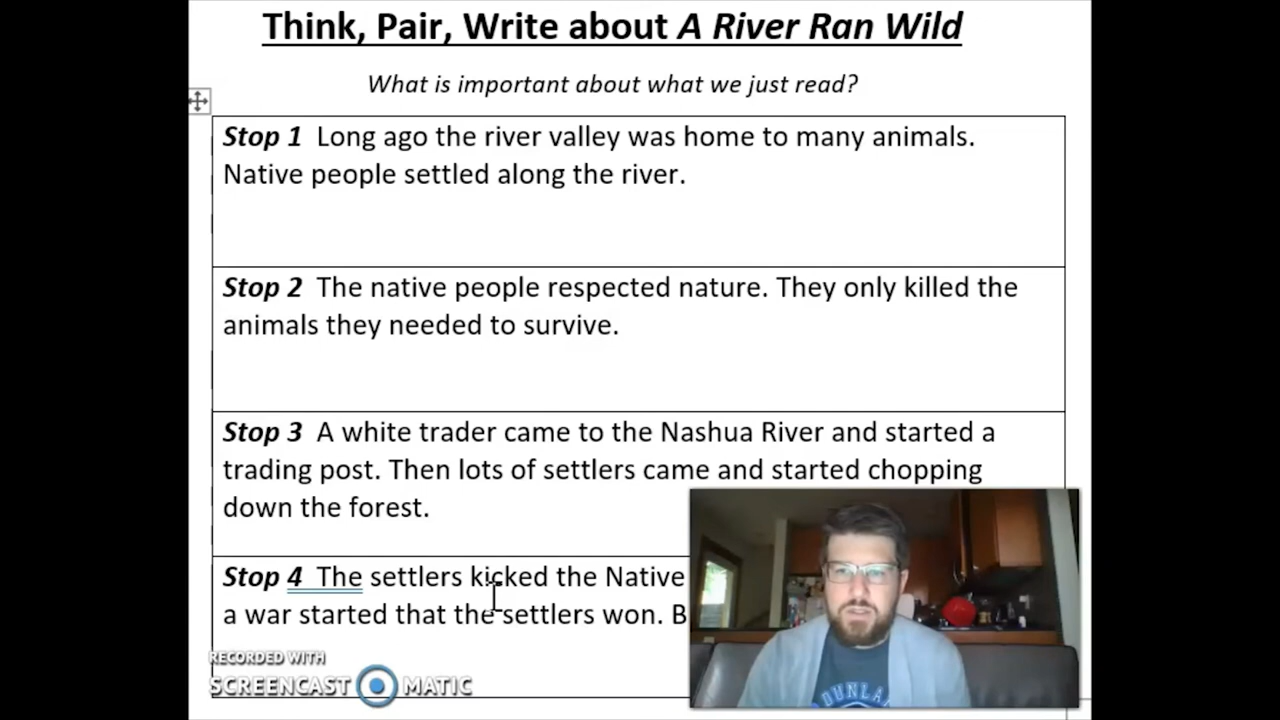 Think, Pair, Write about A River Ran Wild
What is important about what we just read?
Stop 1 Long ago the river valley was home to many animals.
Native people settled along the river.
Stop 2 The native people respected nature. They only killed the
animals they needed to survive.
Stop 3 A white trader came to the Nashua River and started a
trading post. Then lots of settlers came and started chopping
down the forest.
Stop 4 The settlers kicked the Native
a war started that the settlers won. B
RECORDED WITH
SCREENCAST MATIC
DUNLA